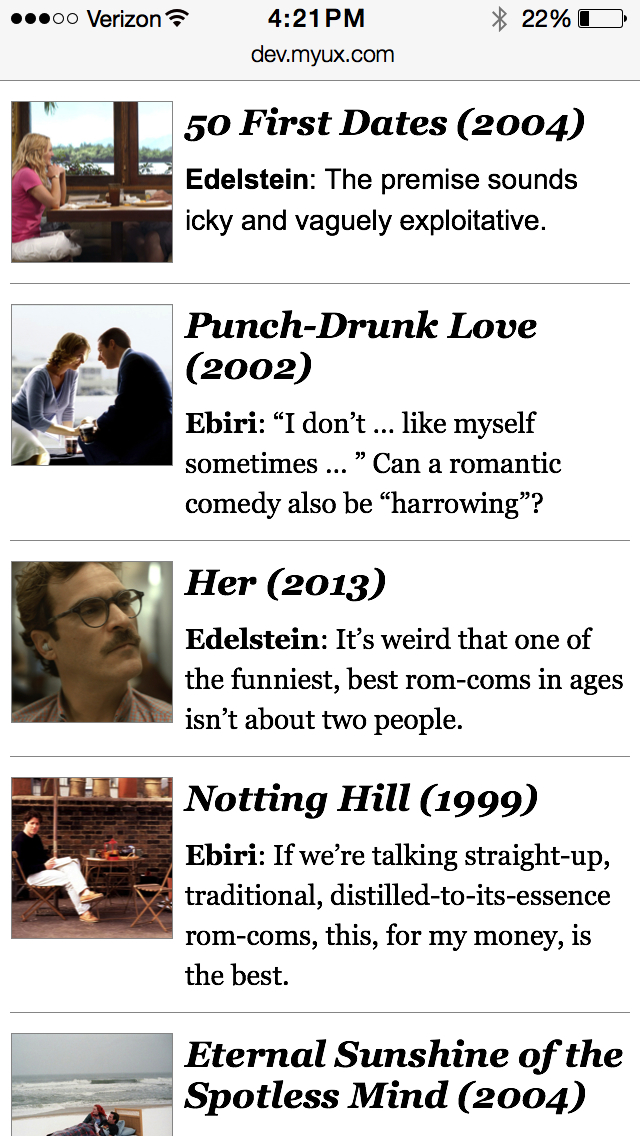 Verizon 4:21PM 22%
dev.myux.com
50 First Dates (2004)
Edelstein: The premise sounds
icky and vaguely exploitative.
Punch-Drunk Love
(2002)
Ebiri: “I don’t ... like myself
sometimes ... ” Can a romantic
comedy also be “harrowing”?
Her (2013)
Edelstein: It’s weird that one of
the funniest, best rom-coms in ages
isn’t about two people.
Notting Hill (1999)
Ebiri: If we’re talking straight-up,
traditional, distilled-to-its-essence
rom-coms, this, for my money, is
the best.
Eternal Sunshine of the
Spotless Mind (2004)